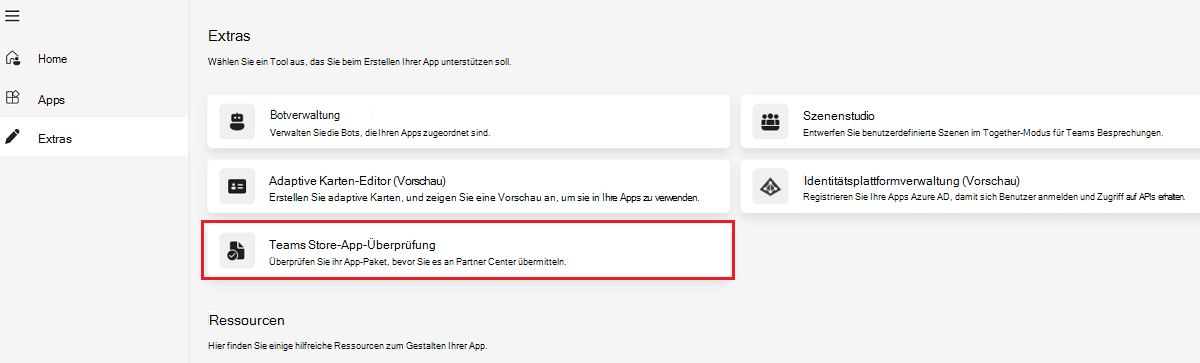 Home
Apps
Extras
Extras
Wählen Sie ein Tool aus, das Sie beim Erstellen Ihrer App unterstützen soll.
Botverwaltung
Verwalten Sie die Bots, die Ihren Apps zugeordnet sind.
Szenenstudio
Entwerfen Sie benutzerdefinierte Szenen im Together-Modus für Teams Besprechungen.
Adaptive Karten-Editor (Vorschau)
Erstellen Sie adaptive Karten, und zeigen Sie eine Vorschau an, um sie in Ihre Apps zu verwenden.
Identitätsplattformverwaltung (Vorschau)
Registrieren Sie Ihre Apps Azure AD, damit sich Benutzer anmelden und Zugriff auf APIs erhalten.
Teams Store-App-Überprüfung
Überprüfen Sie ihr App-Paket, bevor Sie es an Partner Center übermitteln.
Ressourcen
Hier finden Sie einige hilfreiche Ressourcen zum Gestalten Ihrer App.